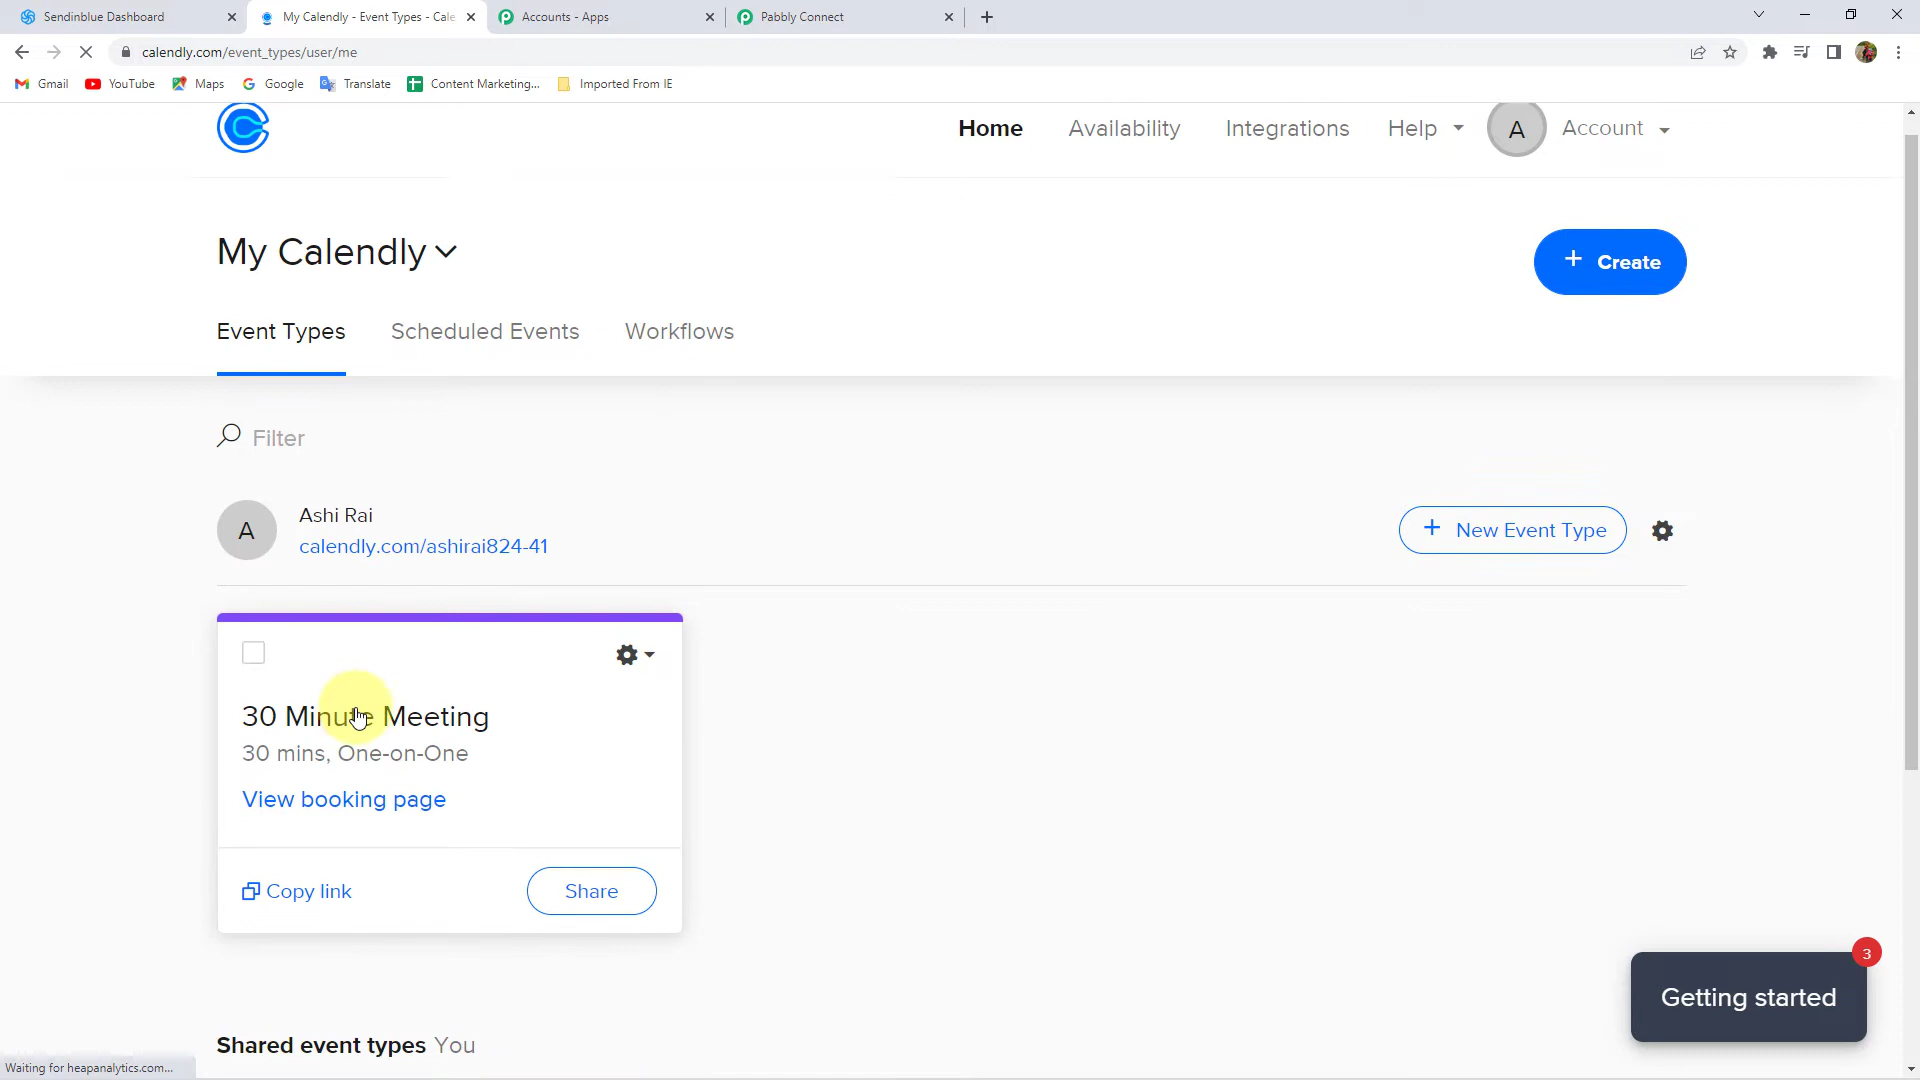 Sendinblue Dashboard
My Calendly - Event Types - Cale
Accounts - Apps
Pabbly Connect
calendly.com/event_types/user/me
Gmail
YouTube
Maps
Google
Translate
Content Marketing...
Imported From IE
Home
Availability
Integrations
Help
A
Account
My Calendly
+ Create
Event Types
Scheduled Events
Workflows
Filter
A
Ashi Rai
calendly.com/ashirai824-41
+ New Event Type
30 Minute Meeting
30 mins, One-on-One
View booking page
Copy link
Share
3
Getting started
Shared event types You
Waiting for heapanalytics.com...